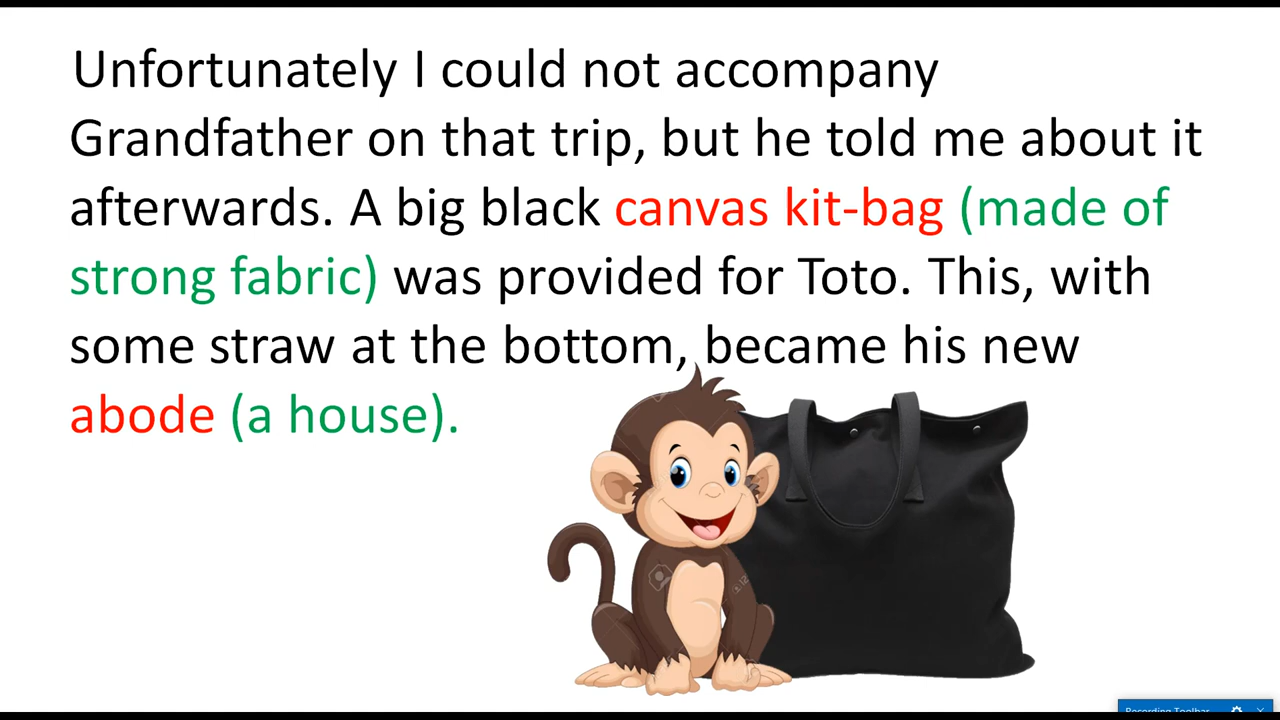 Unfortunately I could not accompany
Grandfather on that trip, but he told me about it
afterwards. A big black canvas kit-bag (made of
strong fabric) was provided for Toto. This, with
some straw at the bottom, became his new
abode (a house).
Recording Toolbar